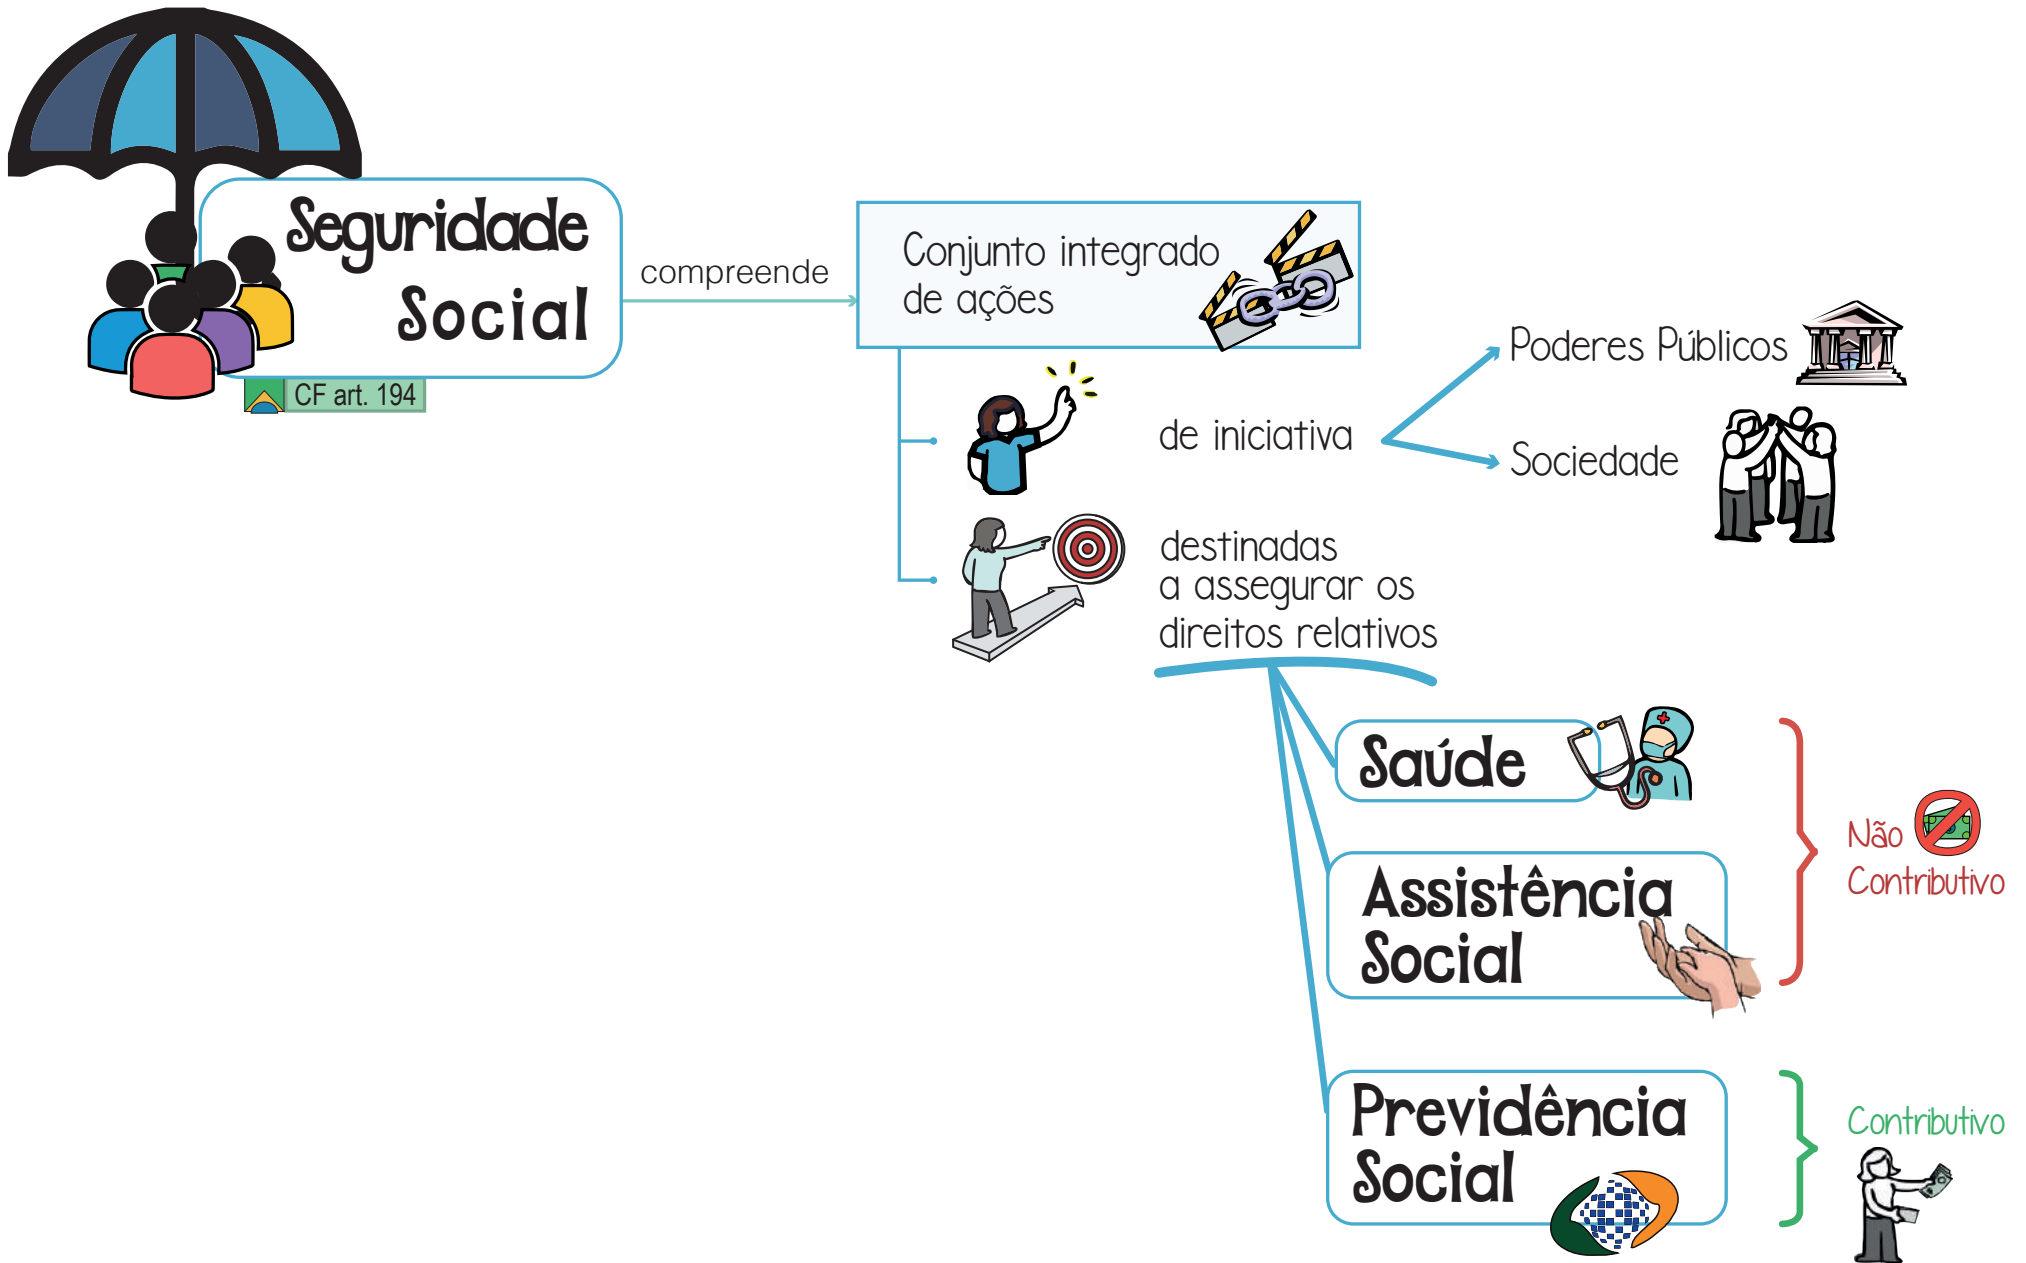 Seguridade
Social
CF art. 194
compreende
Conjunto integrado
de ações
de iniciativa
Poderes Públicos
Sociedade
destinadas
a assegurar os
direitos relativos
Saúde
Assistência
Social
Não
Contributivo
Previdência
Social
Contributivo